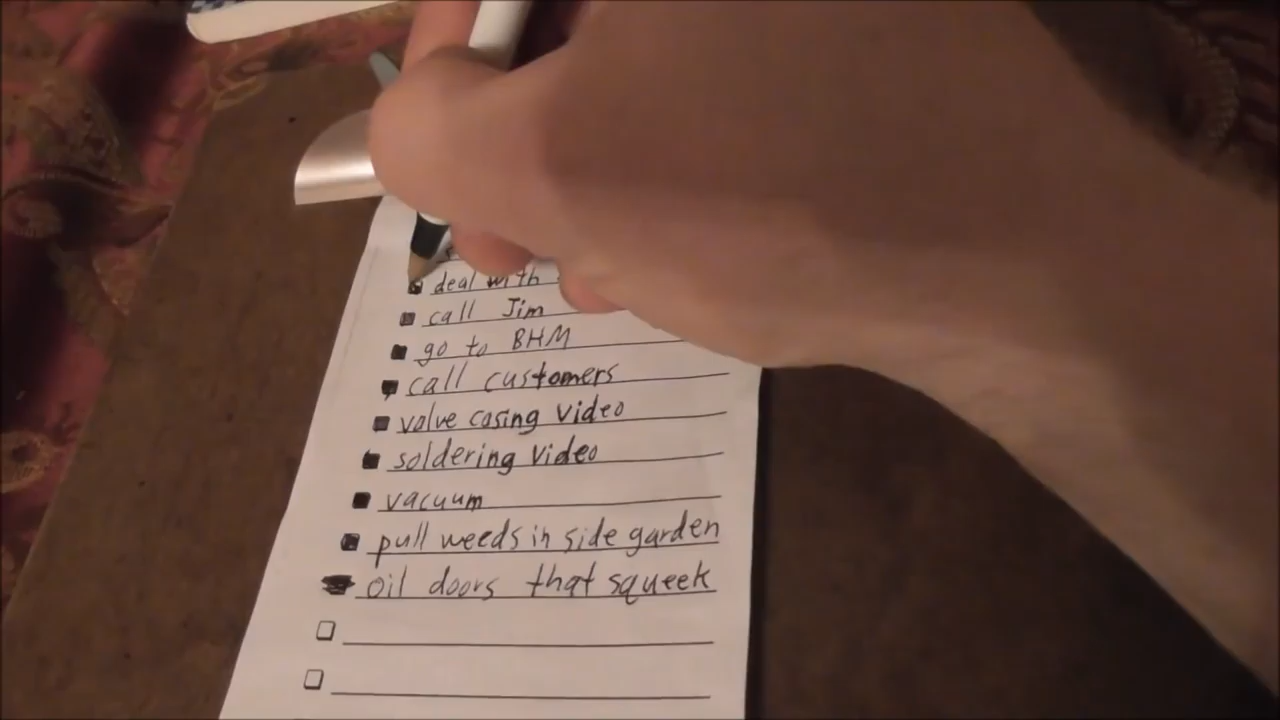 deal with
call Jim
go to BHM
call customers
valve casing video
soldering video
vacuum
pull weeds in side garden
oil doors that squeek